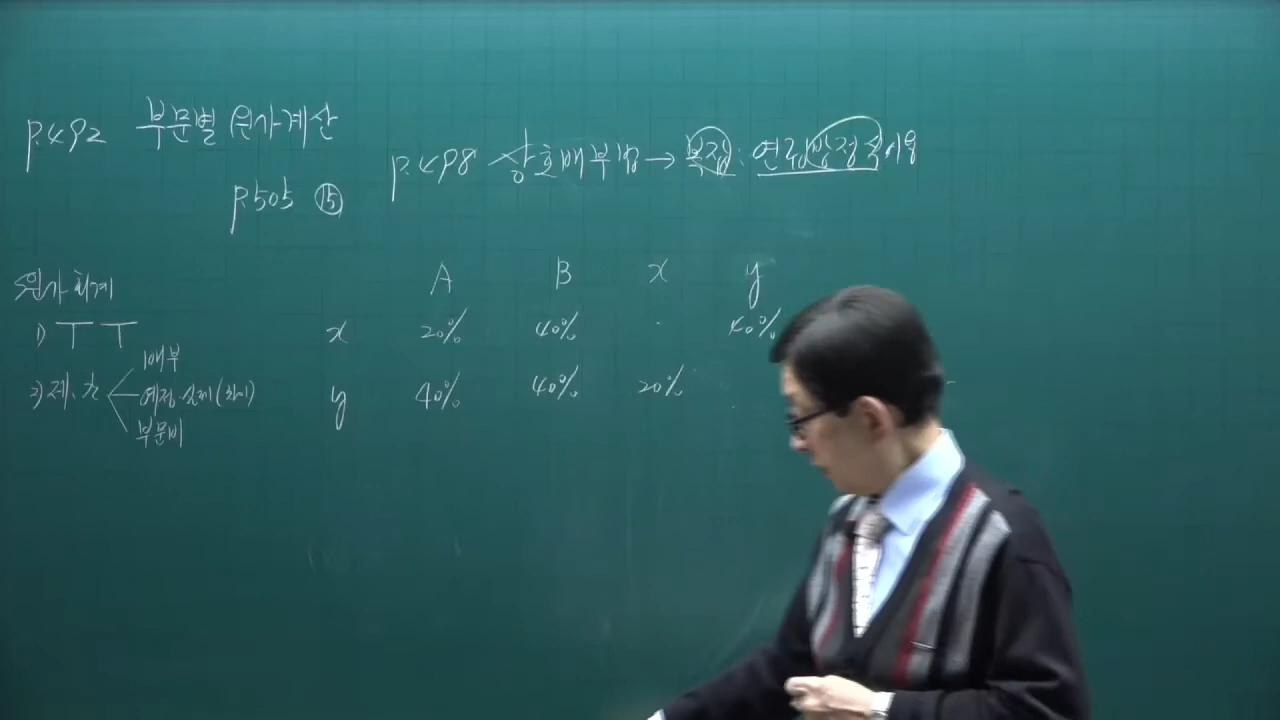 p.492 부문별 원가계산
p.498 상호배부법 → 복잡: 연립방정식 이용
p.505 ⑮
원가회계
1) T T
2) 제.간
배부
예정.실제(차이)
부문비
A B x y
x 20% 40% · 40%
y 40% 40% 20%